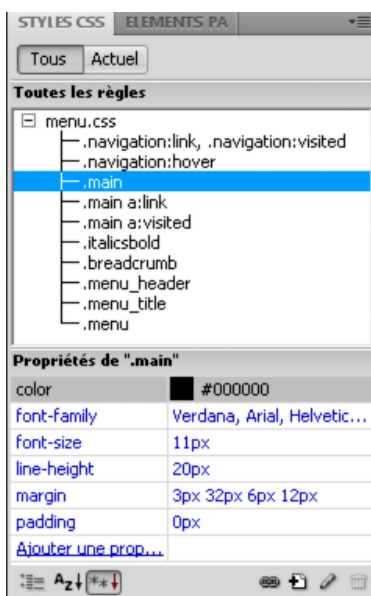 STYLES CSS ELEMENTS PA
Tous Actuel
Toutes les règles
menu.css
.navigation:link, .navigation:visited
.navigation:hover
.main
.main a:link
.main a:visited
.italicsbold
.breadcrumb
.menu_header
.menu_title
.menu
Propriétés de ".main"
color #000000
font-family Verdana, Arial, Helvetic...
font-size 11px
line-height 20px
margin 3px 32px 6px 12px
padding 0px
Ajouter une prop...
AZ↓ **↓